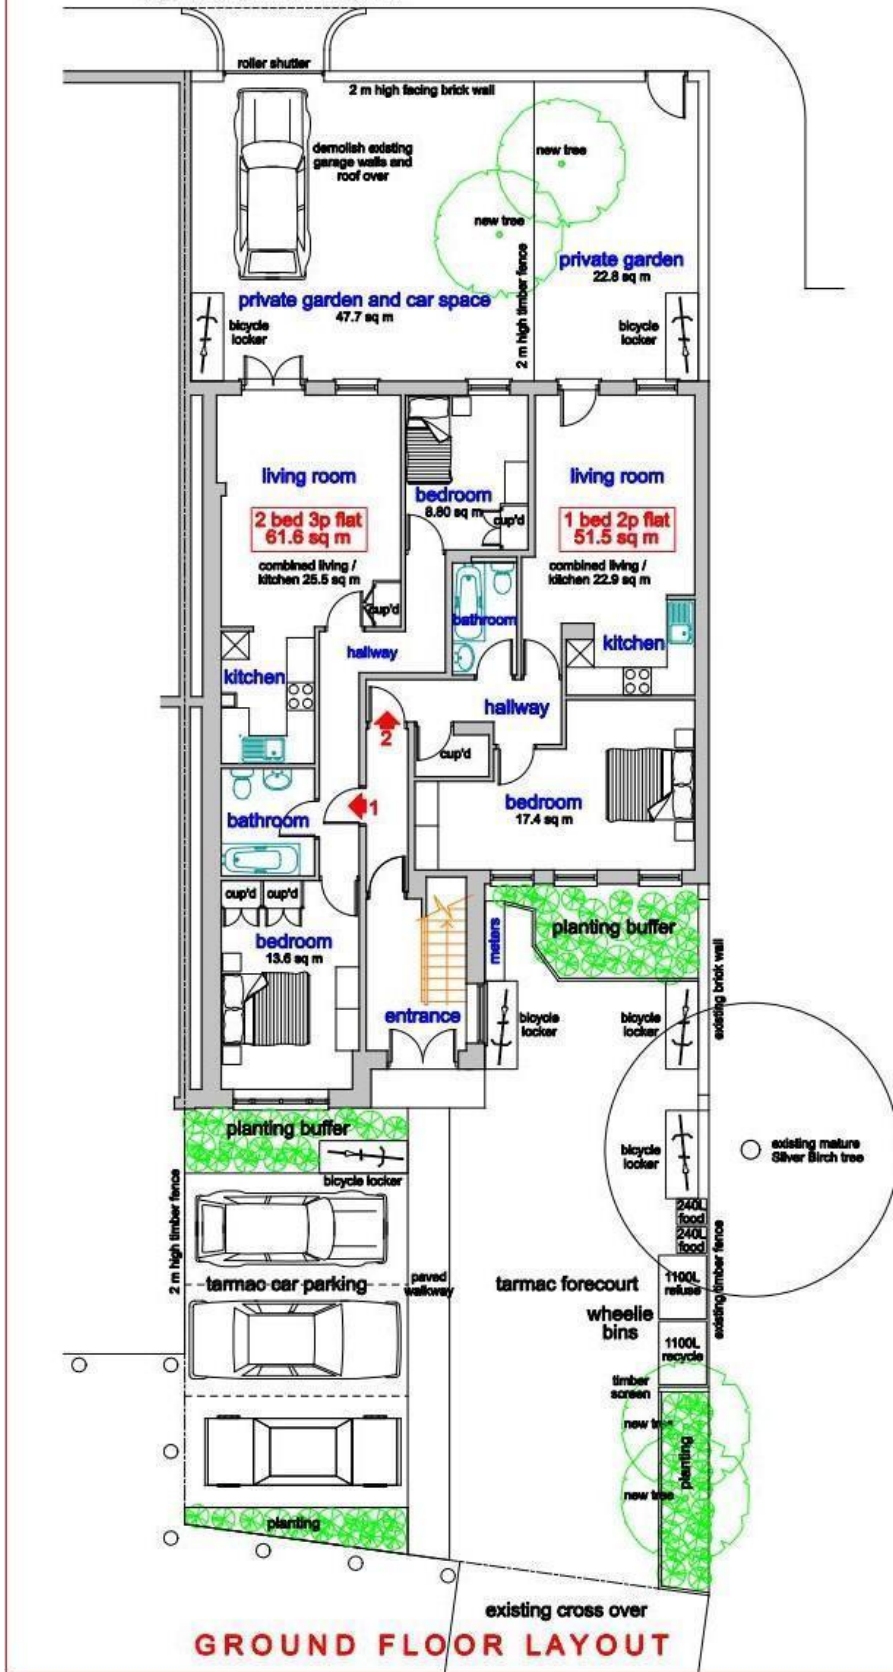 roller shutter
2 m high facing brick wall
demolish existing
garage walls and
roof over
new tree
new tree
private garden
22.8 sq m
private garden and car space
47.7 sq m
2 m high timber fence
bicycle
locker
bicycle
locker
living room
2 bed 3p flat
61.6 sq m
combined living /
kitchen 25.5 sq m
bedroom
8.80 sq m
cup'd
living room
1 bed 2p flat
51.5 sq m
combined living /
kitchen 22.9 sq m
cup'd
bathroom
hallway
kitchen
kitchen
hallway
2
cup'd
1
bathroom
bedroom
17.4 sq m
cup'd
cup'd
bedroom
13.6 sq m
meters
planting buffer
existing brick wall
entrance
bicycle
locker
bicycle
locker
planting buffer
bicycle locker
bicycle
locker
existing mature
Silver Birch tree
2 m high timber fence
240L
food
240L
food
tarmac car parking
paved
walkway
tarmac forecourt
1100L
refuse
existing timber fence
wheelie
bins
1100L
recycle
timber
screen
new tree
planting
new tree
planting
existing cross over
GROUND FLOOR LAYOUT